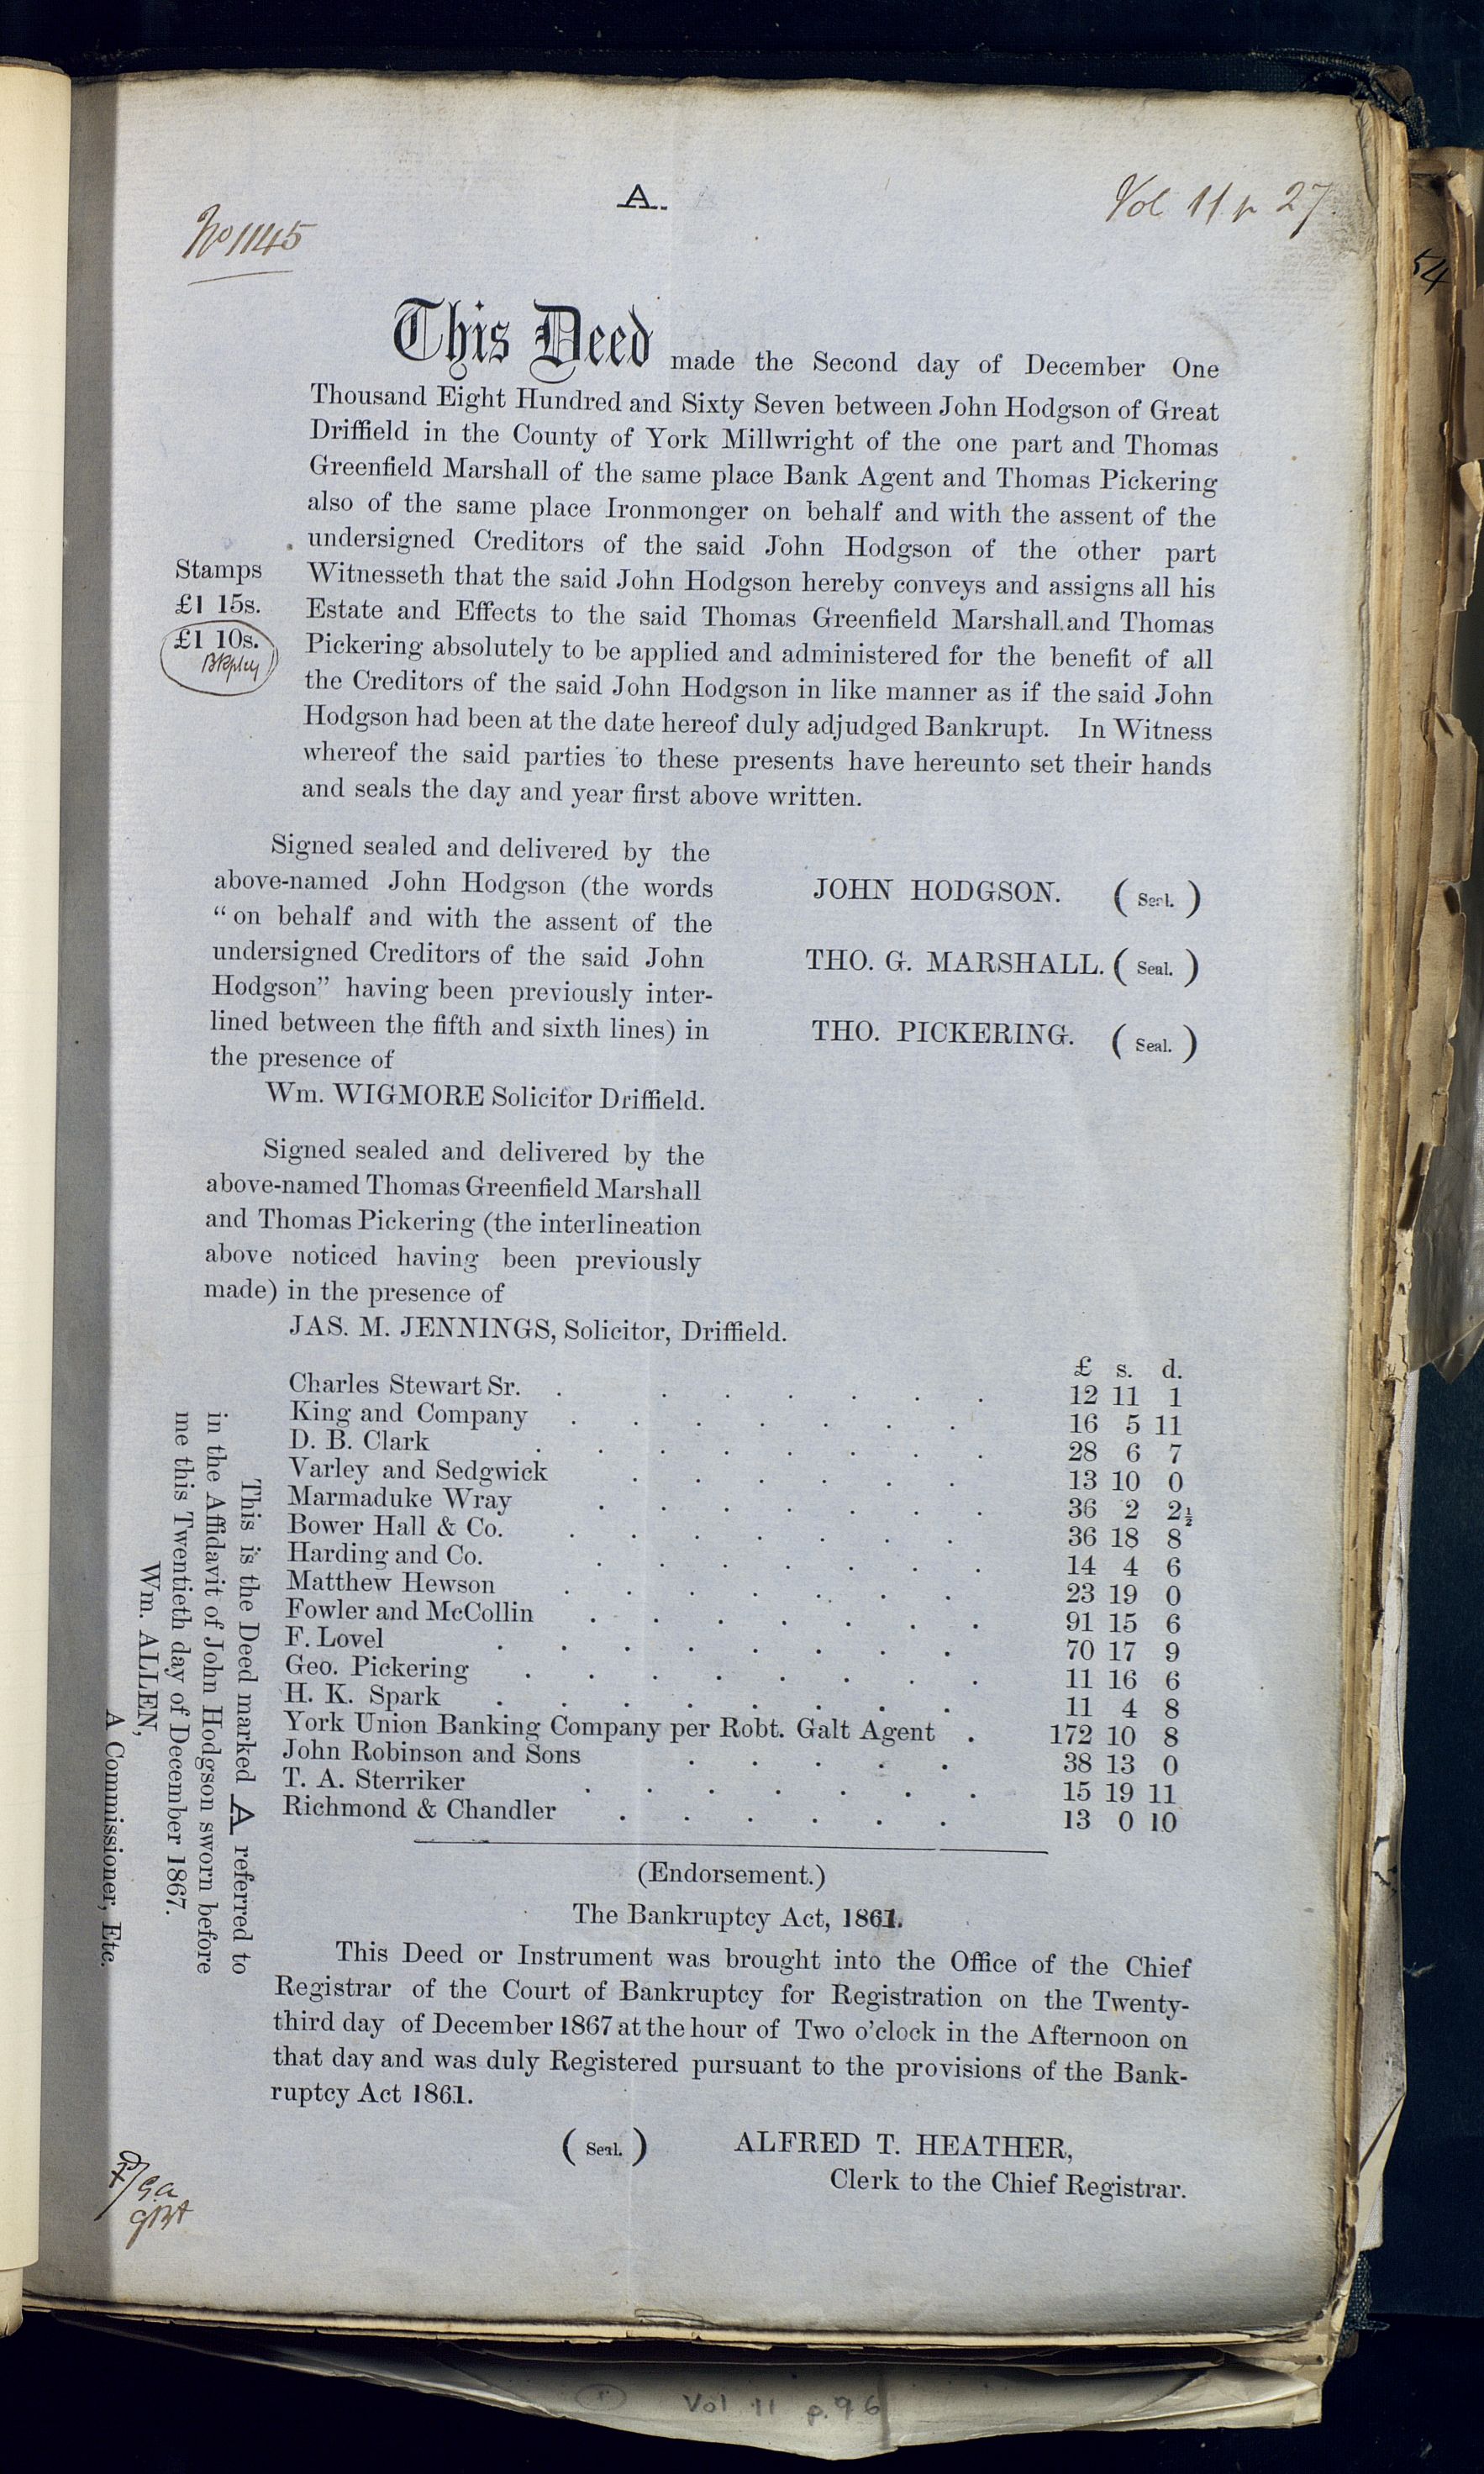 A.
Vol 11 p 27
No 1145
54
This Deed made the Second day of December One
Thousand Eight Hundred and Sixty Seven between John Hodgson of Great
Driffield in the County of York Millwright of the one part and Thomas
Greenfield Marshall of the same place Bank Agent and Thomas Pickering
also of the same place Ironmonger on behalf and with the assent of the
undersigned Creditors of the said John Hodgson of the other part
Witnesseth that the said John Hodgson hereby conveys and assigns all his
Estate and Effects to the said Thomas Greenfield Marshall and Thomas
Pickering absolutely to be applied and administered for the benefit of all
the Creditors of the said John Hodgson in like manner as if the said John
Hodgson had been at the date hereof duly adjudged Bankrupt. In Witness
whereof the said parties to these presents have hereunto set their hands
and seals the day and year first above written.
Stamps
£1 15s.
£1 10s.
Signed sealed and delivered by the
above-named John Hodgson (the words
“on behalf and with the assent of the
undersigned Creditors of the said John
Hodgson” having been previously inter-
lined between the fifth and sixth lines) in
the presence of
Wm. WIGMORE Solicitor Driffield.
JOHN HODGSON. (Seal.)
THO. G. MARSHALL. (Seal.)
THO. PICKERING. (Seal.)
Signed sealed and delivered by the
above-named Thomas Greenfield Marshall
and Thomas Pickering (the interlineation
above noticed having been previously
made) in the presence of
JAS. M. JENNINGS, Solicitor, Driffield.
£ s. d.
Charles Stewart Sr. . . . . . . . 12 11 1
King and Company . . . . . . . 16 5 11
D. B. Clark . . . . . . . . 28 6 7
Varley and Sedgwick . . . . . . 13 10 0
Marmaduke Wray . . . . . . . 36 2 2½
Bower Hall & Co. . . . . . . . 36 18 8
Harding and Co. . . . . . . . 14 4 6
Matthew Hewson . . . . . . . 23 19 0
Fowler and McCollin . . . . . . . 91 15 6
F. Lovel . . . . . . . . 70 17 9
Geo. Pickering . . . . . . . . 11 16 6
H. K. Spark . . . . . . . . 11 4 8
York Union Banking Company per Robt. Galt Agent . 172 10 8
John Robinson and Sons . . . . . 38 13 0
T. A. Sterriker . . . . . . . 15 19 11
Richmond & Chandler . . . . . . 13 0 10
This is the Deed marked A referred to
in the Affidavit of John Hodgson sworn before
me this Twentieth day of December 1867.
Wm. ALLEN,
A Commissioner, Etc.
(Endorsement.)
The Bankruptcy Act, 1861.
This Deed or Instrument was brought into the Office of the Chief
Registrar of the Court of Bankruptcy for Registration on the Twenty-
third day of December 1867 at the hour of Two o’clock in the Afternoon on
that day and was duly Registered pursuant to the provisions of the Bank-
ruptcy Act 1861.
(Seal.) ALFRED T. HEATHER,
Clerk to the Chief Registrar.
Vol 11 p.96